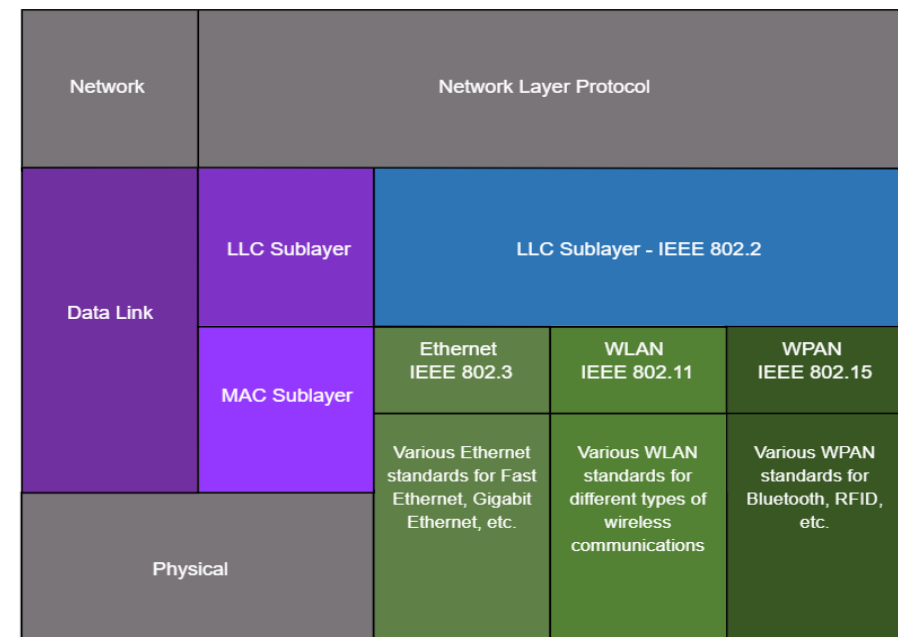 Network
Network Layer Protocol
Data Link
LLC Sublayer
LLC Sublayer - IEEE 802.2
MAC Sublayer
Ethernet
IEEE 802.3
WLAN
IEEE 802.11
WPAN
IEEE 802.15
Various Ethernet
standards for Fast
Ethernet, Gigabit
Ethernet, etc.
Various WLAN
standards for
different types of
wireless
communications
Various WPAN
standards for
Bluetooth, RFID,
etc.
Physical